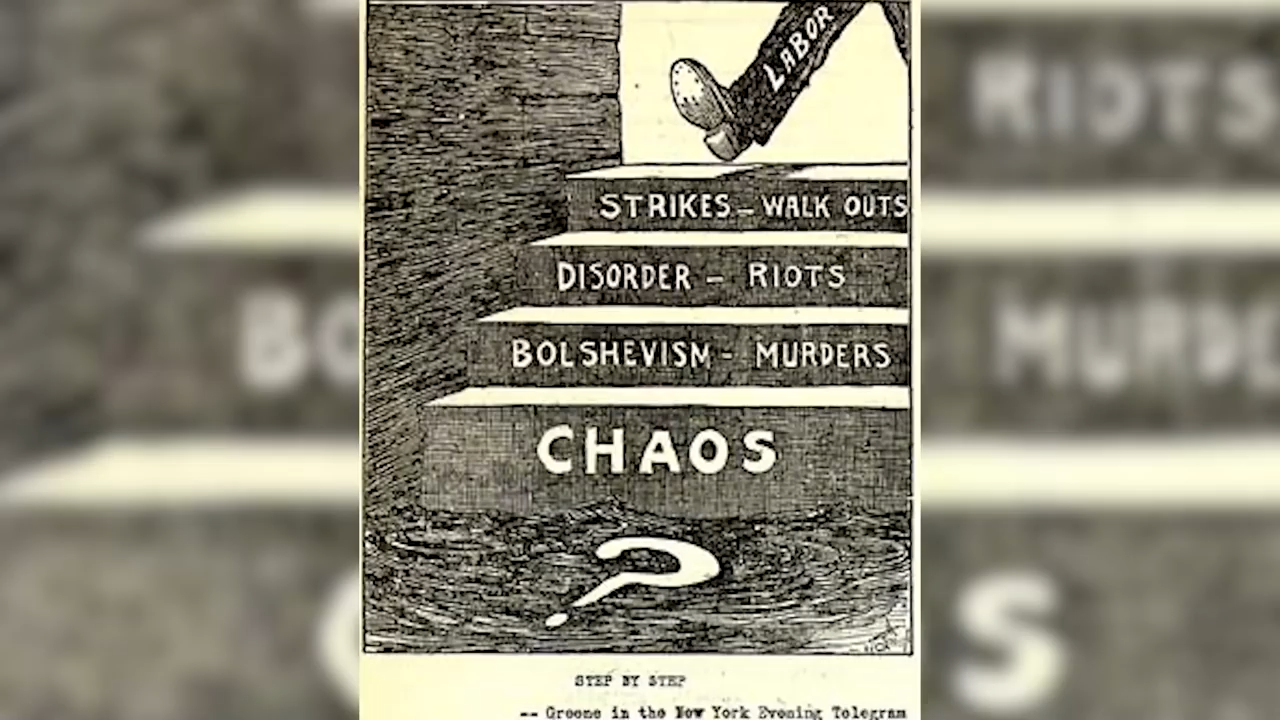 LABOR
STRIKES – WALK OUTS
DISORDER – RIOTS
BOLSHEVISM - MURDERS
CHAOS
?
STEP BY STEP
-- Greene in the New York Evening Telegram